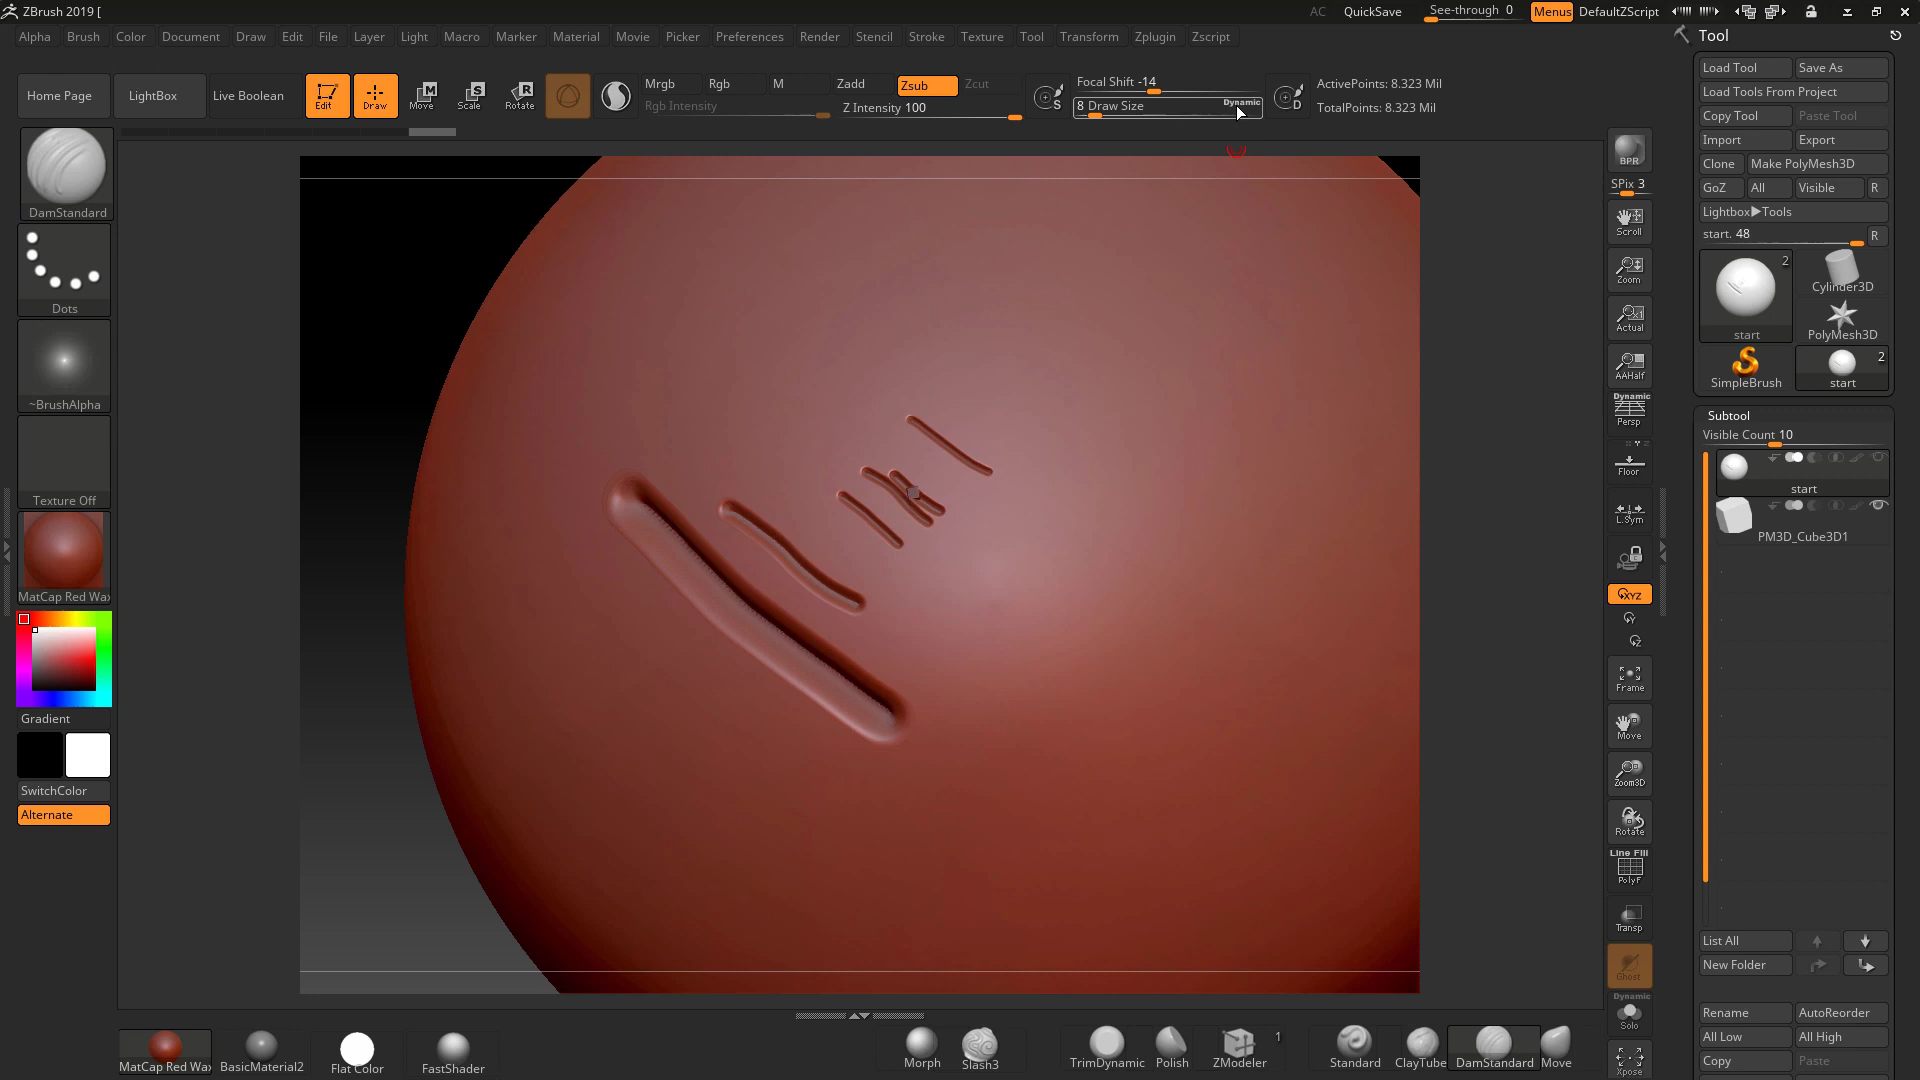 ZBrush 2019 [
AC QuickSave See-through 0 Menus DefaultZScript
Alpha Brush Color Document Draw Edit File Layer Light Macro Marker Material Movie Picker Preferences Render Stencil Stroke Texture Tool Transform Zplugin Zscript
Home Page LightBox Live Boolean Edit Draw Move Scale Rotate
Mrgb Rgb M Zadd Zsub Zcut
Rgb Intensity Z Intensity 100
Focal Shift -14
8 Draw Size Dynamic
S D
ActivePoints: 8.323 Mil
TotalPoints: 8.323 Mil
DamStandard
Dots
~BrushAlpha
Texture Off
MatCap Red Wax
Gradient
SwitchColor
Alternate
BPR
SPix 3
Scroll
Zoom
Actual
AAHalf
Dynamic
Persp
Floor
L.Sym
XYZ
Y
Z
Frame
Move
Zoom3D
Rotate
Line Fill
PolyF
Transp
Ghost
Dynamic
Solo
Xpose
Tool
Load Tool Save As
Load Tools From Project
Copy Tool Paste Tool
Import Export
Clone Make PolyMesh3D
GoZ All Visible R
Lightbox▶Tools
start. 48 R
2
start Cylinder3D
PolyMesh3D
SimpleBrush 2 start
Subtool
Visible Count 10
start
PM3D_Cube3D1
List All
New Folder
Rename AutoReorder
All Low All High
Copy Paste
MatCap Red Wax BasicMaterial2 Flat Color FastShader Morph Slash3 TrimDynamic Polish ZModeler 1 Standard ClayTube DamStandard Move